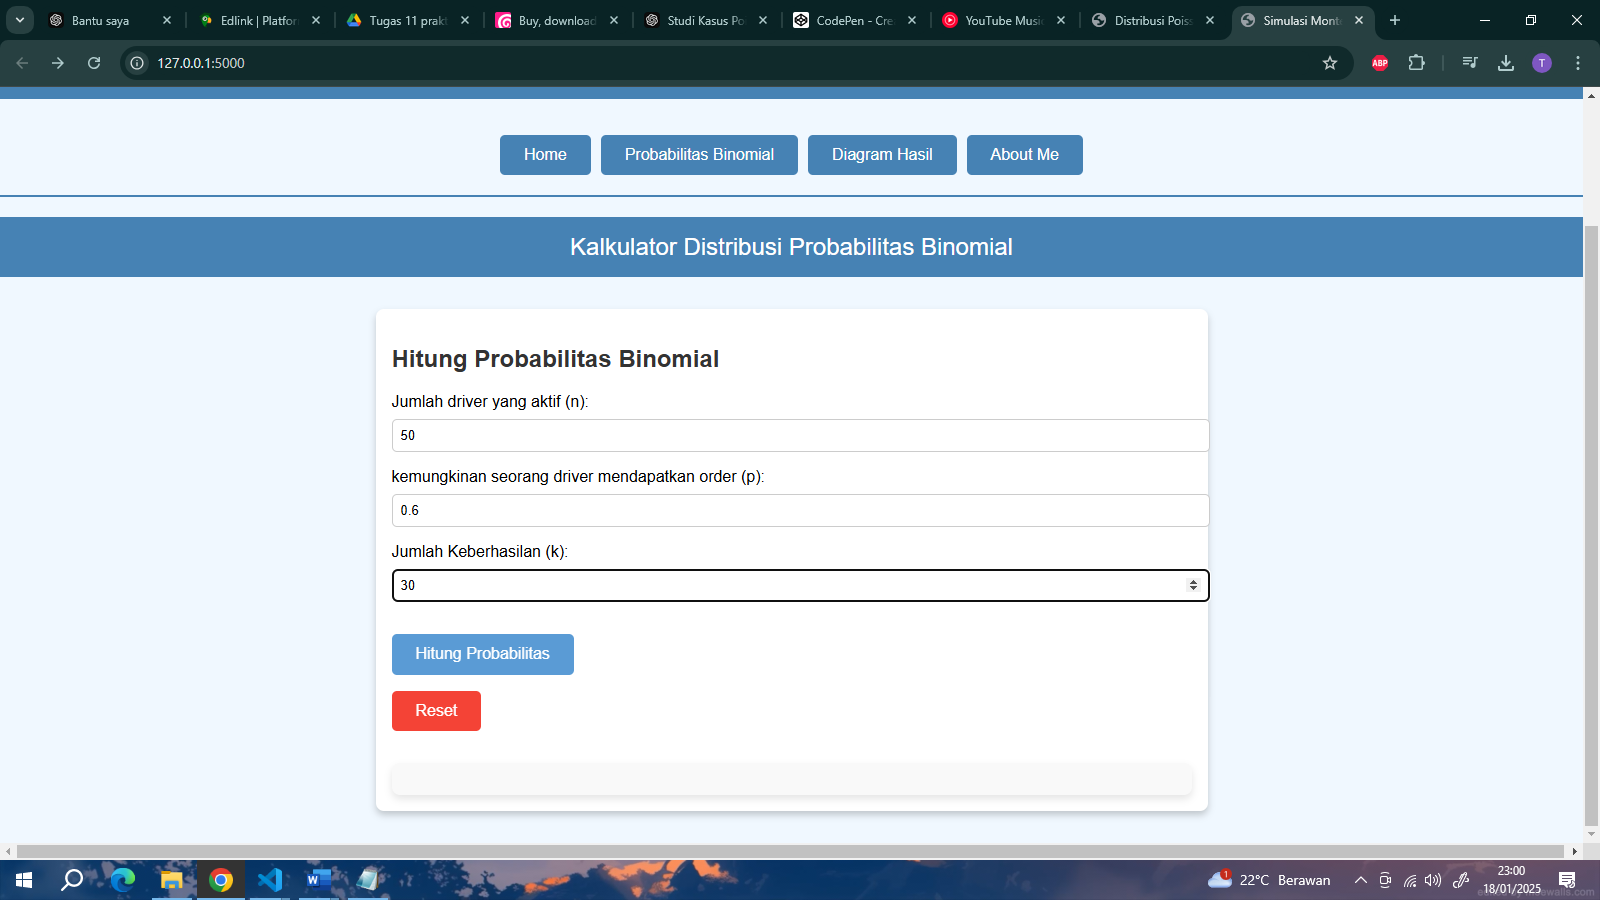 Bantu saya
Edlink | Platfor
Tugas 11 prakt
Buy, download
Studi Kasus Po
CodePen - Cre
YouTube Music
Distribusi Poiss
Simulasi Monte
127.0.0.1:5000
ABP
T
Home
Probabilitas Binomial
Diagram Hasil
About Me
Kalkulator Distribusi Probabilitas Binomial
Hitung Probabilitas Binomial
Jumlah driver yang aktif (n):
50
kemungkinan seorang driver mendapatkan order (p):
0.6
Jumlah Keberhasilan (k):
30
Hitung Probabilitas
Reset
1
22°C Berawan
23:00
18/01/2025